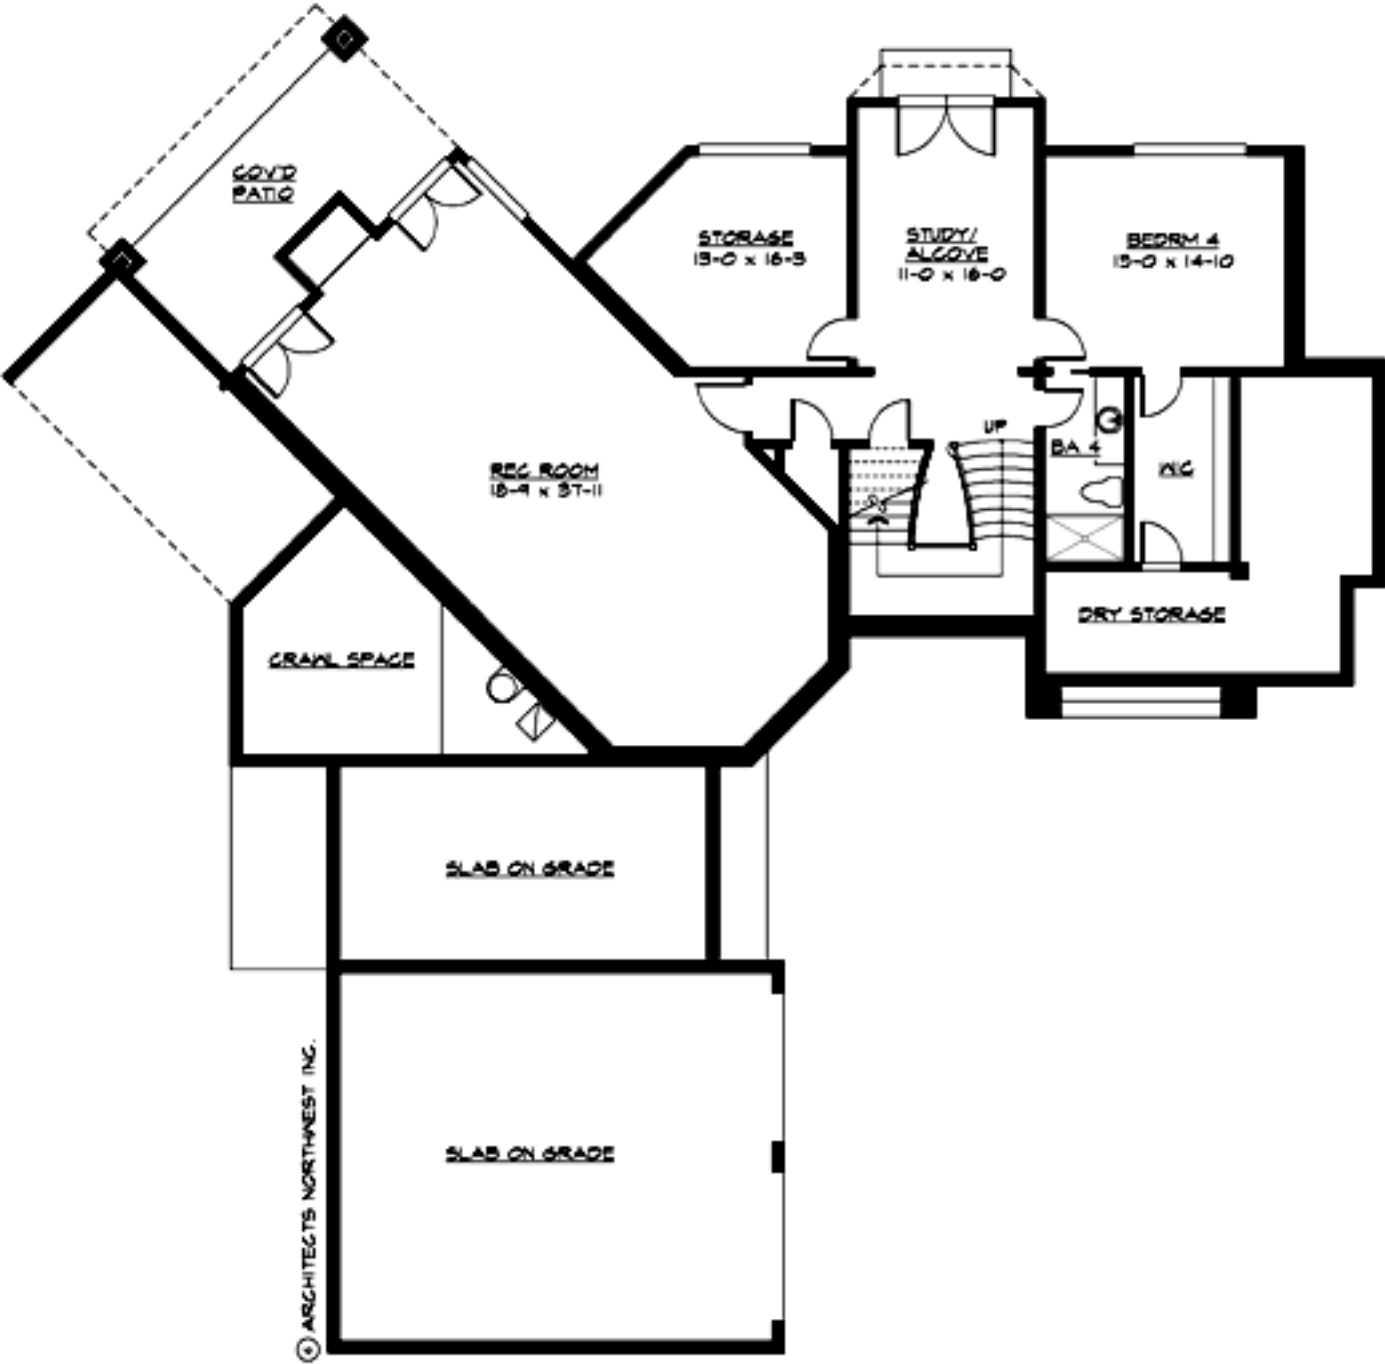 COV'D
PATIO
STORAGE
13-0 x 16-3
STUDY/
ALCOVE
11-0 x 16-0
BEDRM 4
13-0 x 14-10
UP
BA 4
WIC
REC ROOM
18-9 x 37-11
DRY STORAGE
CRAWL SPACE
SLAB ON GRADE
SLAB ON GRADE
ARCHITECTS NORTHWEST INC.